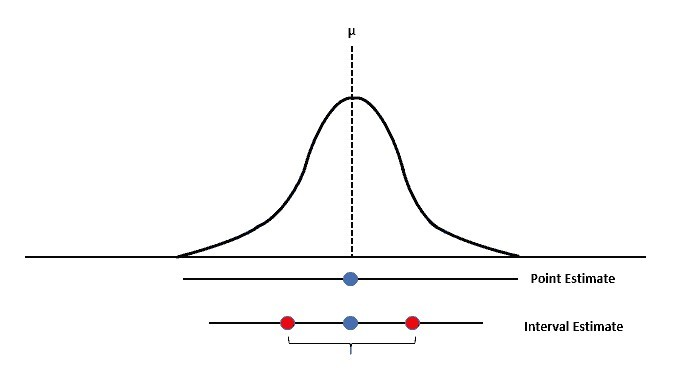 μ
Point Estimate
Interval Estimate